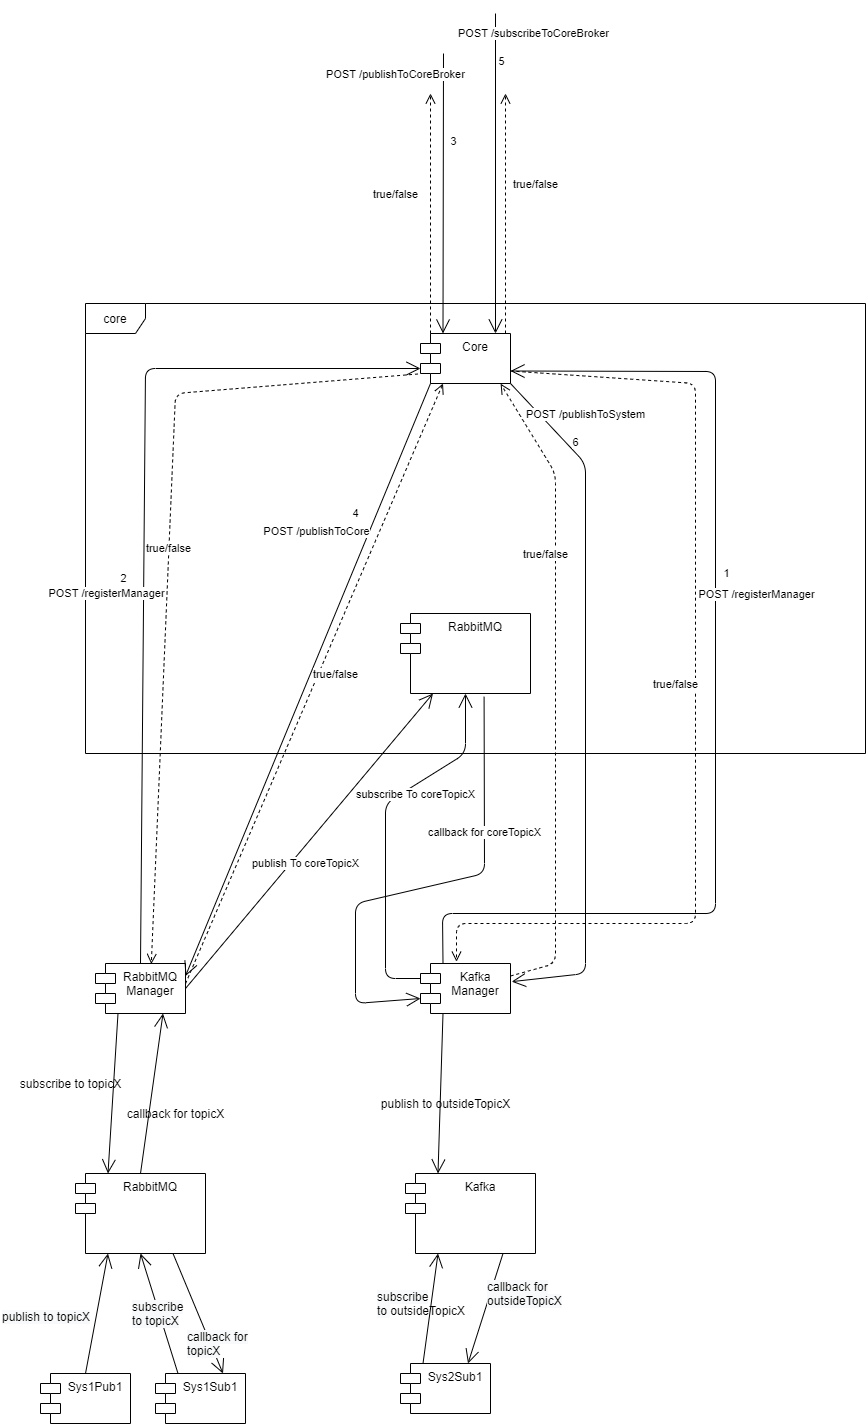 POST /subscribeToCoreBroker
5
POST /publishToCoreBroker
3
true/false
true/false
core
Core
POST /publishToSystem
6
4
POST /publishToCore
true/false
true/false
2
POST /registerManager
1
POST /registerManager
RabbitMQ
true/false
true/false
subscribe To coreTopicX
callback for coreTopicX
publish To coreTopicX
RabbitMQ
Manager
Kafka
Manager
subscribe to topicX
callback for topicX
publish to outsideTopicX
RabbitMQ
Kafka
publish to topicX
subscribe
to topicX
callback for
topicX
subscribe
to outsideTopicX
callback for
outsideTopicX
Sys1Pub1
Sys1Sub1
Sys2Sub1